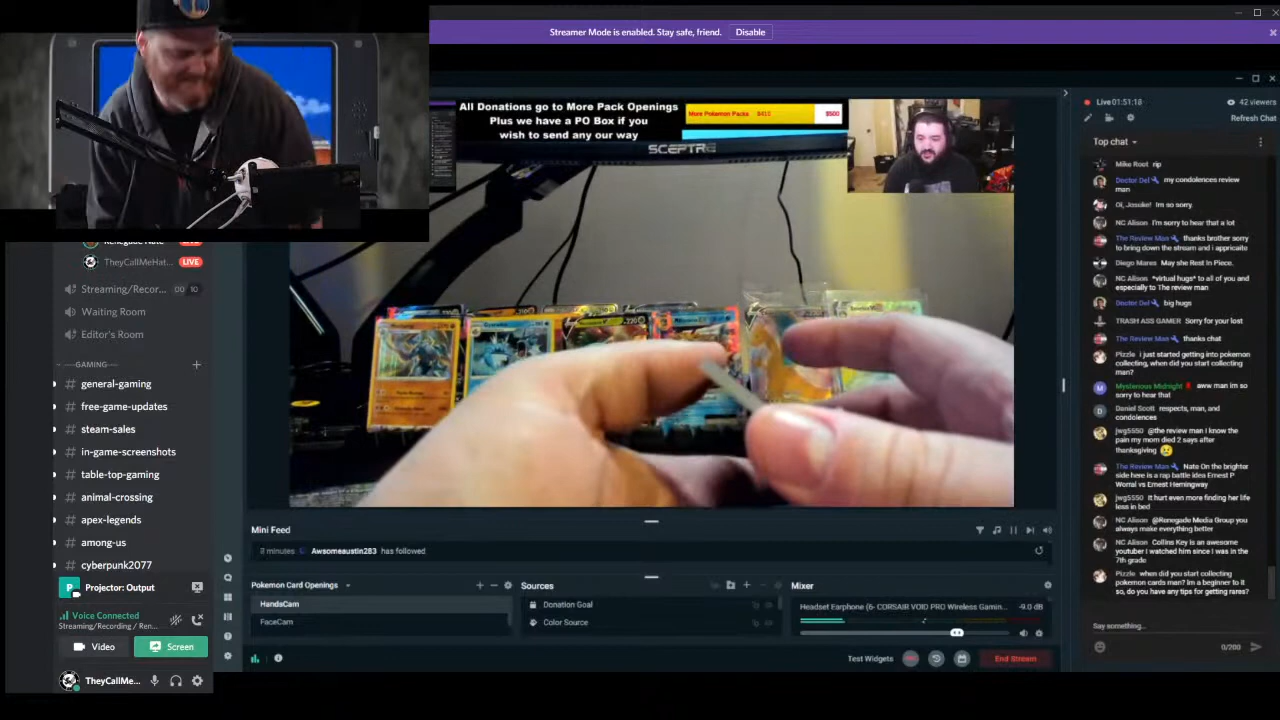 Streamer Mode is enabled. Stay safe, friend.
Disable
All Donations go to More Pack Openings
Plus we have a PO Box if you
wish to send any our way
More Pokemon Packs
$410
$500
SCEPTRE
Renegade Nate
LIVE
TheyCallMeHat...
LIVE
Streaming/Recor...
00 10
Waiting Room
Editor's Room
GAMING
# general-gaming
# free-game-updates
# steam-sales
# in-game-screenshots
# table-top-gaming
# animal-crossing
# apex-legends
# among-us
# cyberpunk2077
Projector: Output
Voice Connected
Streaming/Recording / Ren...
Video
Screen
TheyCallMe...
Mini Feed
Awsomeaustin283 has followed
Pokemon Card Openings
HandsCam
FaceCam
Sources
Donation Goal
Color Source
Mixer
Headset Earphone (6- CORSAIR VOID PRO Wireless Gamin...
-9.0 dB
Test Widgets
End Stream
Live 01:51:18
42 viewers
Refresh Chat
Top chat
Mike Root rip
Doctor Del my condolences review
man
Oi, Josuke! Im so sorry.
NC Alison I'm sorry to hear that a lot
The Review Man thanks brother sorry
to bring down the stream and i appricaite
Diego Mares May she Rest In Piece.
NC Alison *virtual hugs* to all of you and
especially to The review man
Doctor Del big hugs
TRASH ASS GAMER Sorry for your lost
The Review Man thanks chat
Pizzle i just started getting into pokemon
collecting, when did you start collecting
man?
M
Mysterious Midnight aww man im so
sorry to hear that
D
Daniel Scott respects, man, and
condolences
jwg5550 @the review man I know the
pain my mom died 2 says after
thanksgiving
The Review Man Nate On the brighter
side here is a rap battle idea Ernest P
Worral vs Ernest Hemingway
jwg5550 It hurt even more finding her life
less in bed
NC Alison @Renegade Media Group you
always make everything better
NC Alison Collins Key is an awesome
youtuber I watched him since I was in the
7th grade
Pizzle when did you start collecting
pokemon cards man? im a beginner to it
so, do you have any tips for getting rares?
Say something...
0/200